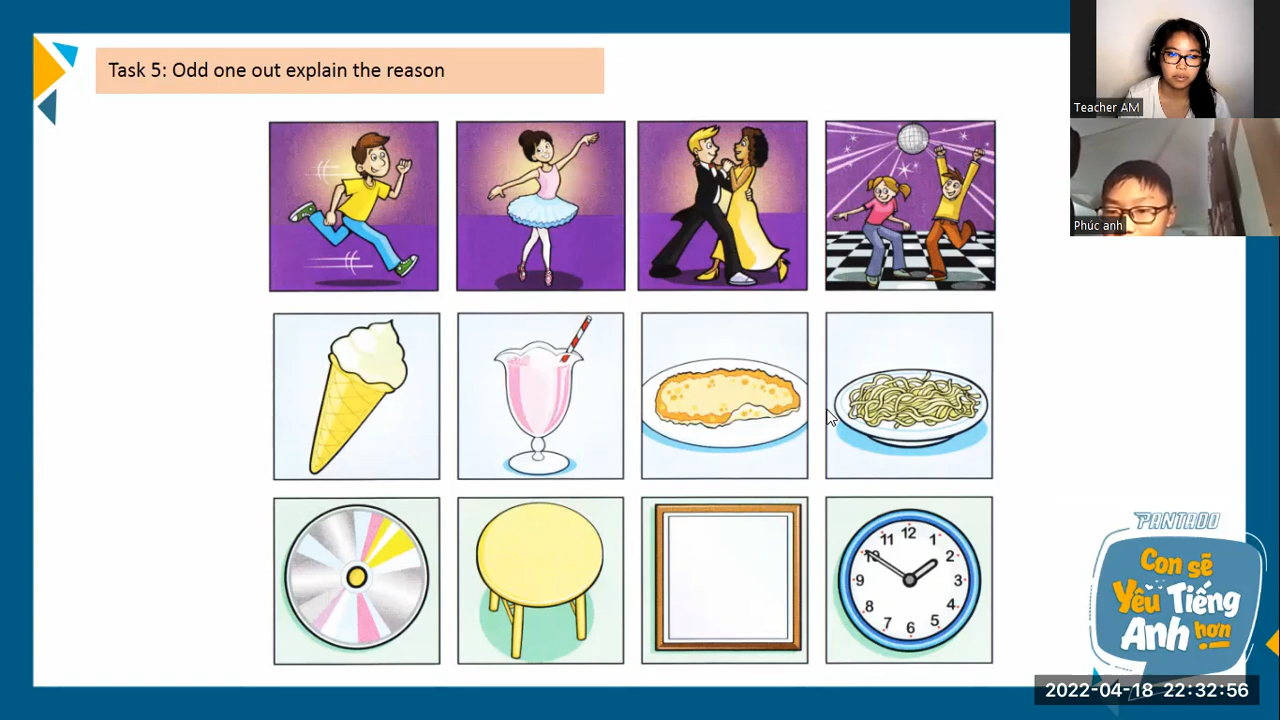 Task 5: Odd one out explain the reason
Teacher AM
Phúc anh
12
11
1
10
2
9
3
8
4
7
5
6
PANTADO
Con sẽ
Yêu Tiếng
Anh hơn
2022-04-18 22:32:56